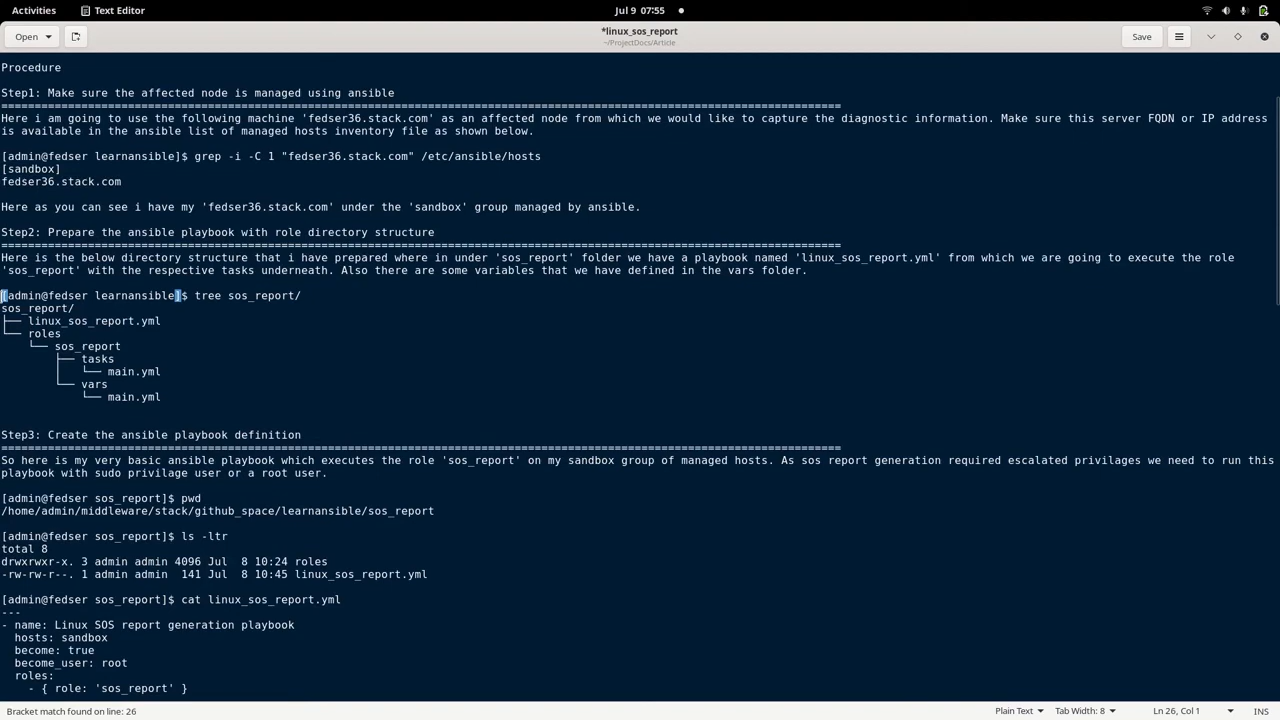 Activities
Text Editor
Jul 9 07:55
Open
*linux_sos_report
~/ProjectDocs/Article
Save
Procedure
Step1: Make sure the affected node is managed using ansible
==============================================================================================================================
Here i am going to use the following machine 'fedser36.stack.com' as an affected node from which we would like to capture the diagnostic information. Make sure this server FQDN or IP address
is available in the ansible list of managed hosts inventory file as shown below.
[admin@fedser learnansible]$ grep -i -C 1 "fedser36.stack.com" /etc/ansible/hosts
[sandbox]
fedser36.stack.com
Here as you can see i have my 'fedser36.stack.com' under the 'sandbox' group managed by ansible.
Step2: Prepare the ansible playbook with role directory structure
==============================================================================================================================
Here is the below directory structure that i have prepared where in under 'sos_report' folder we have a playbook named 'linux_sos_report.yml' from which we are going to execute the role
'sos_report' with the respective tasks underneath. Also there are some variables that we have defined in the vars folder.
[admin@fedser learnansible]$ tree sos_report/
sos_report/
├── linux_sos_report.yml
└── roles
    └── sos_report
        ├── tasks
        │   └── main.yml
        └── vars
            └── main.yml
Step3: Create the ansible playbook definition
==============================================================================================================================
So here is my very basic ansible playbook which executes the role 'sos_report' on my sandbox group of managed hosts. As sos report generation required escalated privilages we need to run this
playbook with sudo privilage user or a root user.
[admin@fedser sos_report]$ pwd
/home/admin/middleware/stack/github_space/learnansible/sos_report
[admin@fedser sos_report]$ ls -ltr
total 8
drwxrwxr-x. 3 admin admin 4096 Jul  8 10:24 roles
-rw-rw-r--. 1 admin admin  141 Jul  8 10:45 linux_sos_report.yml
[admin@fedser sos_report]$ cat linux_sos_report.yml
---
- name: Linux SOS report generation playbook
  hosts: sandbox
  become: true
  become_user: root
  roles:
    - { role: 'sos_report' }
Bracket match found on line: 26
Plain Text
Tab Width: 8
Ln 26, Col 1
INS